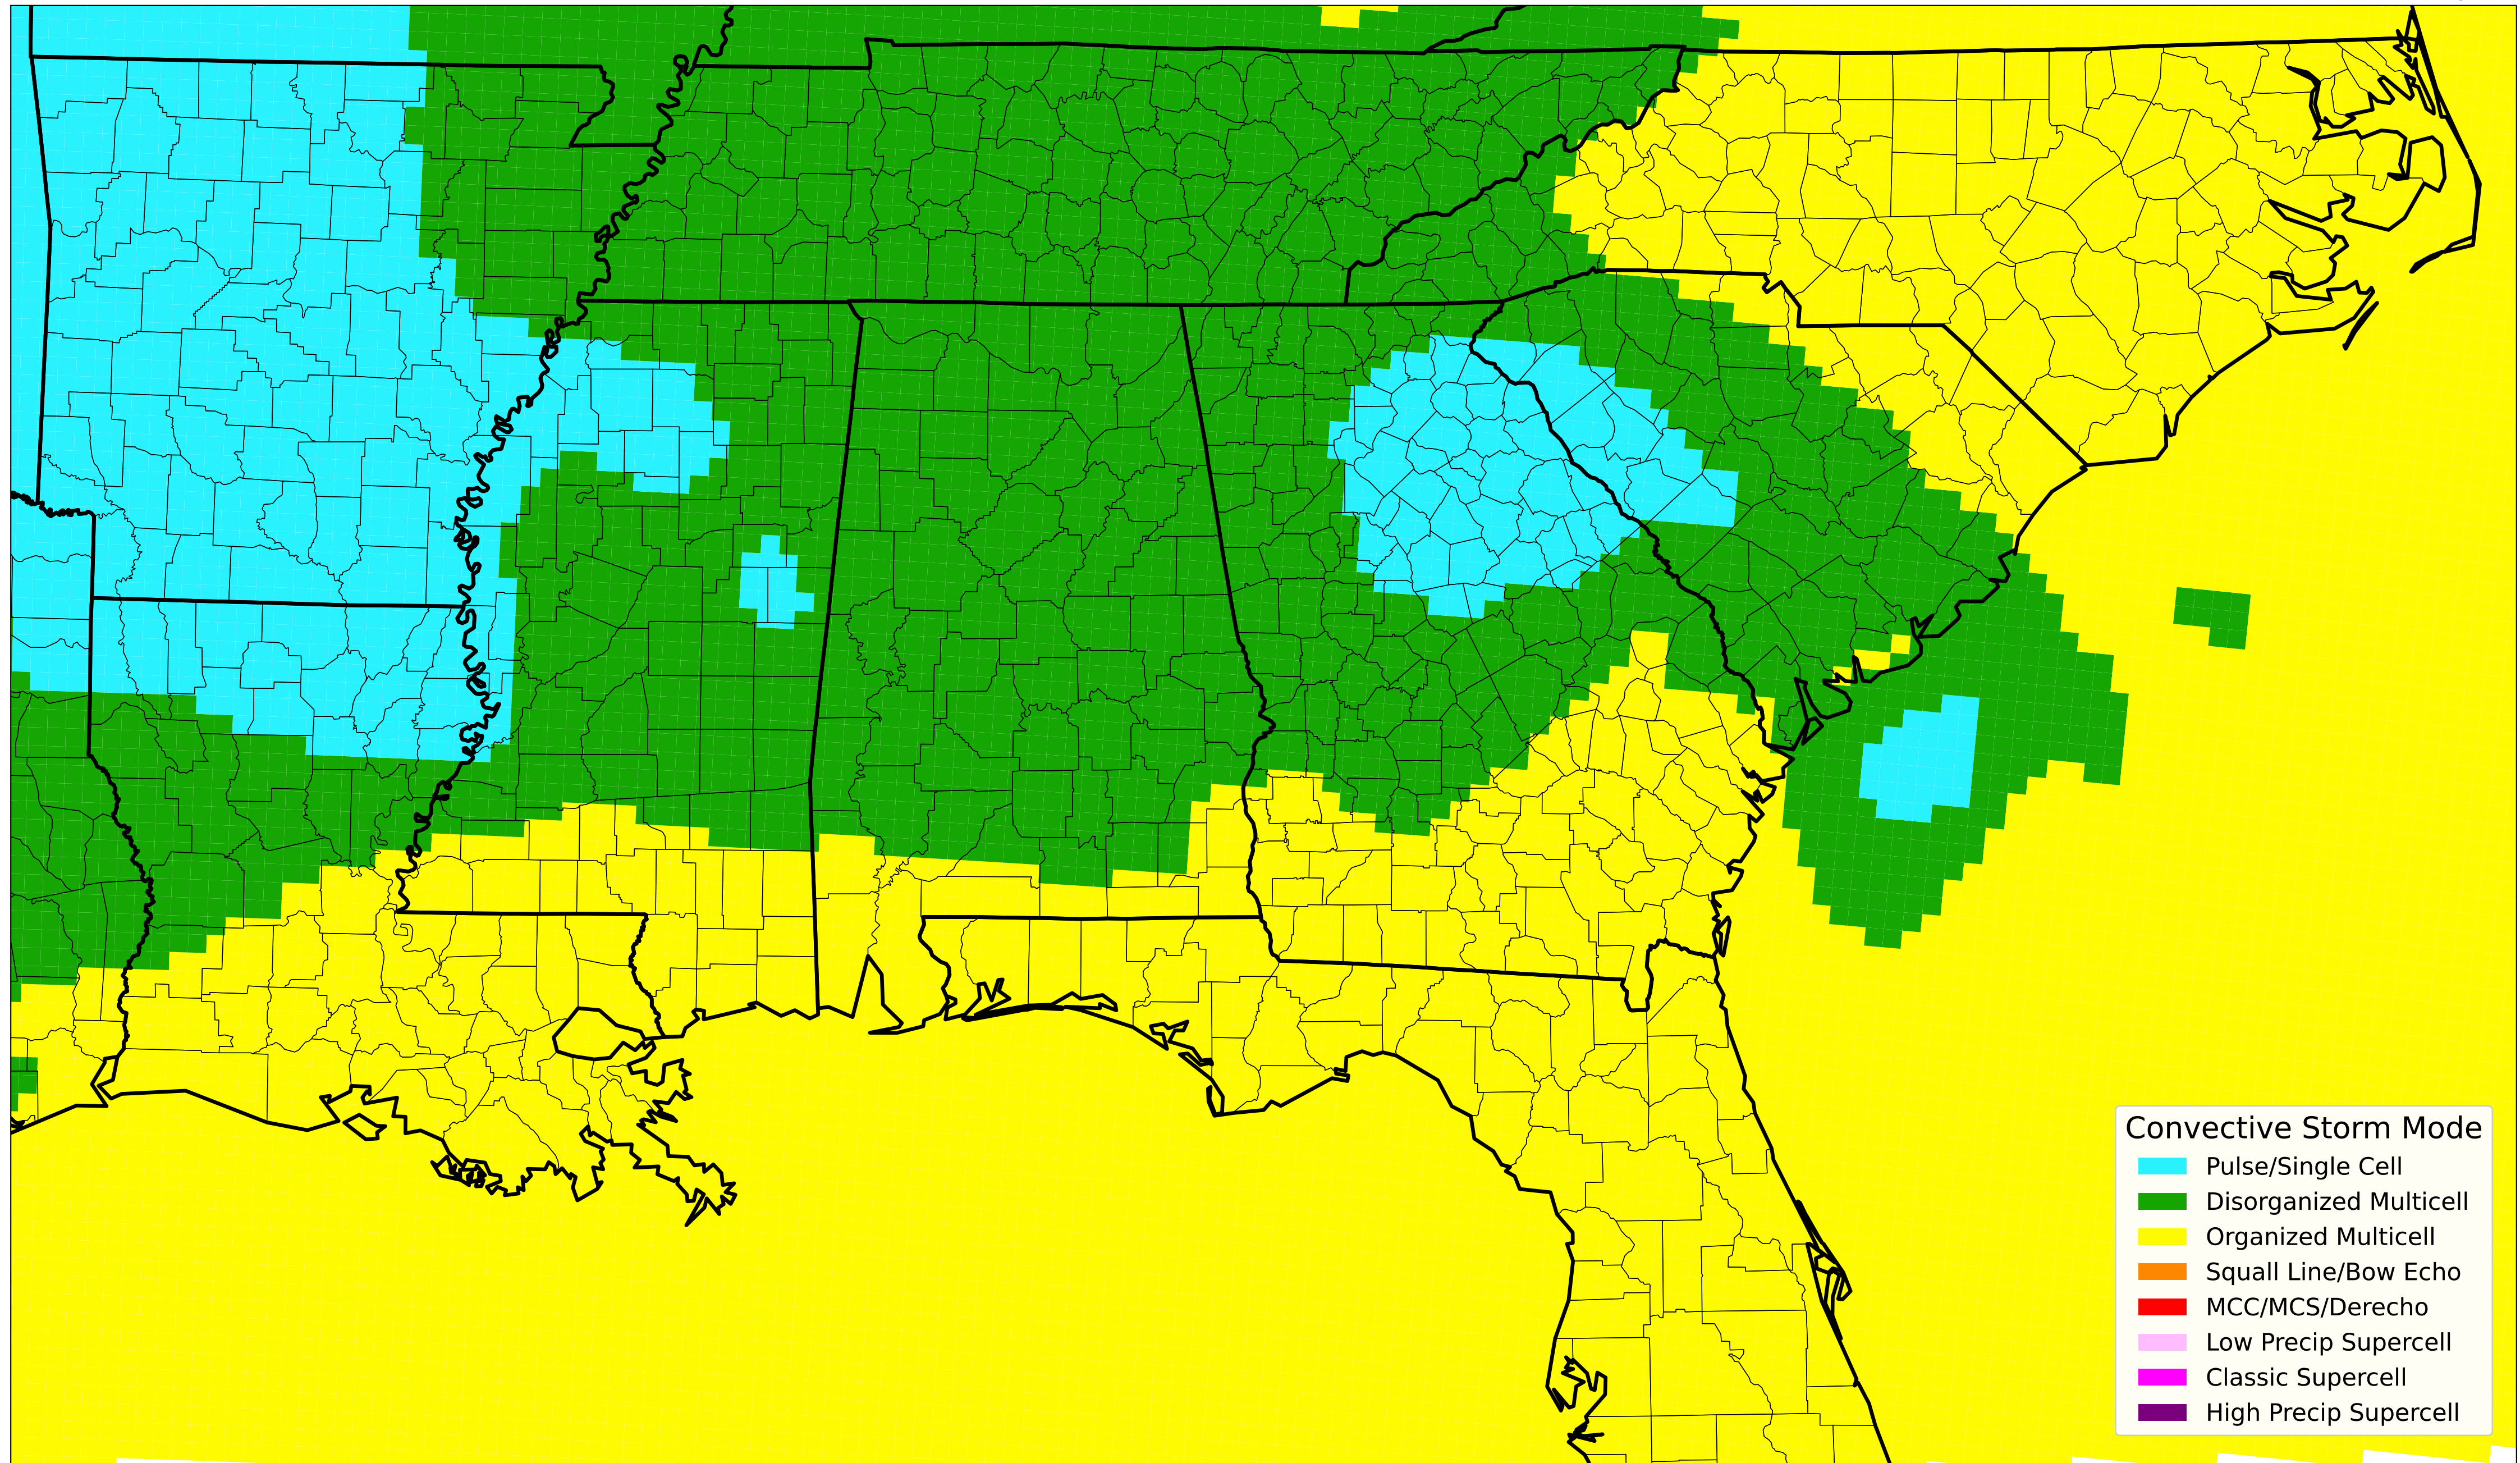 Convective Storm Mode
Pulse/Single Cell
Disorganized Multicell
Organized Multicell
Squall Line/Bow Echo
MCC/MCS/Derecho
Low Precip Supercell
Classic Supercell
High Precip Supercell